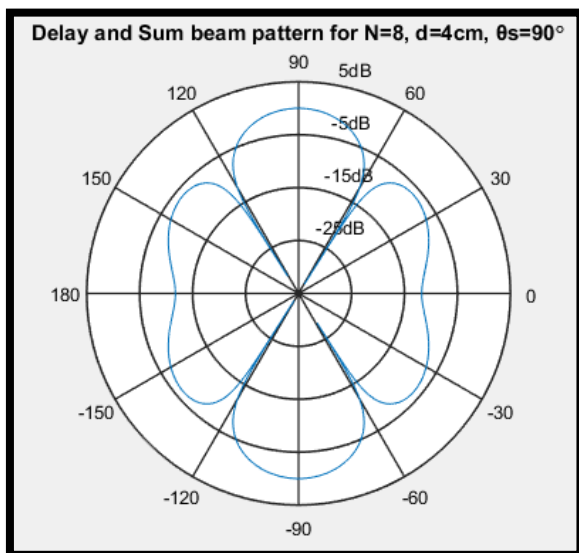 Delay and Sum beam pattern for N=8, d=4cm, θs=90°
90
5dB
120
60
-5dB
150
-15dB
30
-25dB
180
0
-150
-30
-120
-60
-90